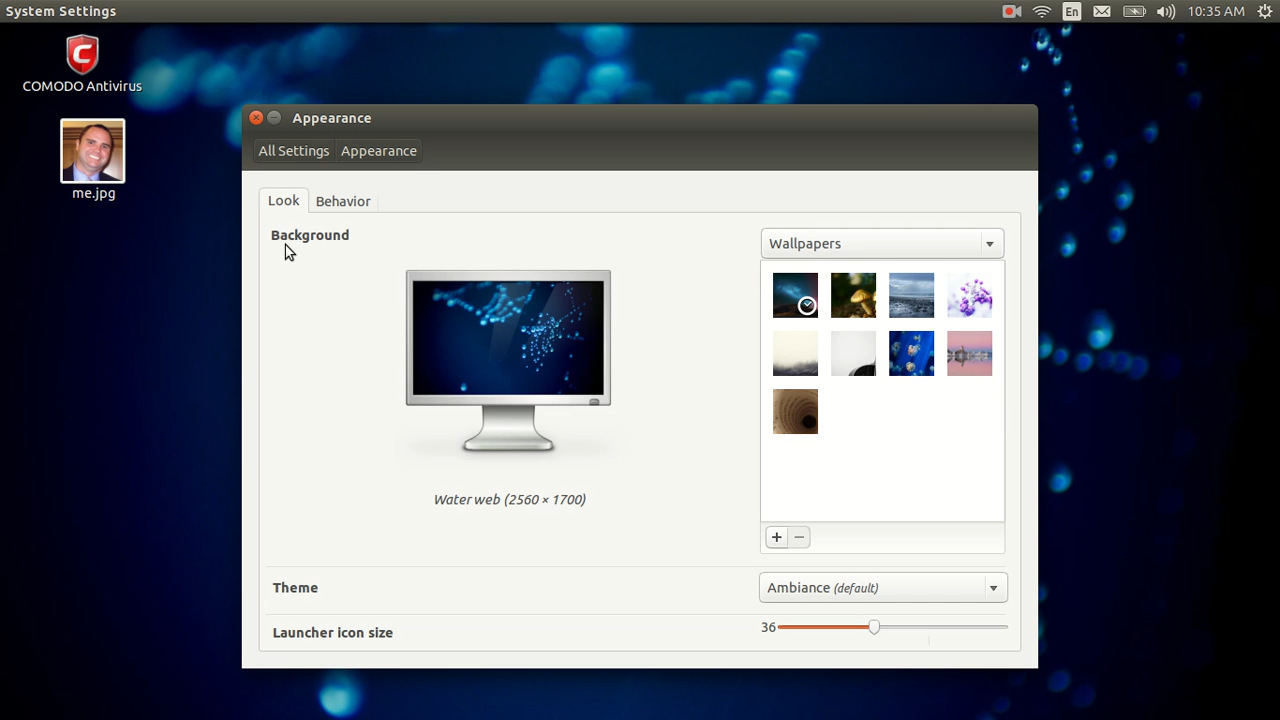 System Settings
En
10:35 AM
C
COMODO Antivirus
me.jpg
Appearance
All Settings
Appearance
Look
Behavior
Background
Wallpapers
Water web (2560 × 1700)
Theme
Ambiance (default)
Launcher icon size
36